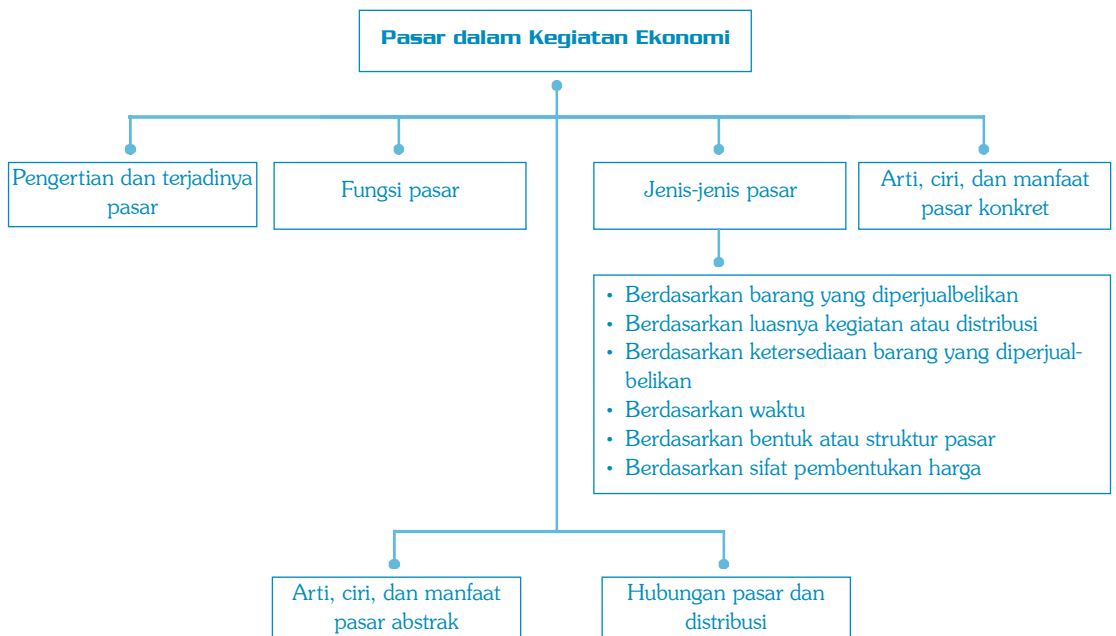 Pasar dalam Kegiatan Ekonomi
Pengertian dan terjadinya
pasar
Fungsi pasar
Jenis-jenis pasar
Arti, ciri, dan manfaat
pasar konkret
• Berdasarkan barang yang diperjualbelikan
• Berdasarkan luasnya kegiatan atau distribusi
• Berdasarkan ketersediaan barang yang diperjual-
belikan
• Berdasarkan waktu
• Berdasarkan bentuk atau struktur pasar
• Berdasarkan sifat pembentukan harga
Arti, ciri, dan manfaat
pasar abstrak
Hubungan pasar dan
distribusi